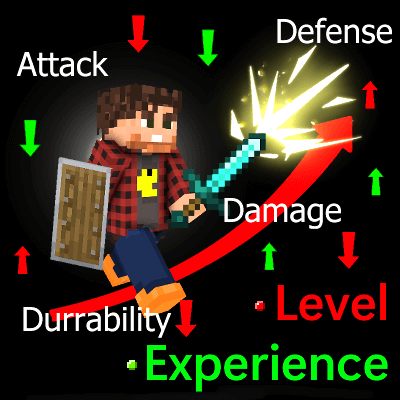 Defense
Attack
Damage
Level
Durrability
Experience